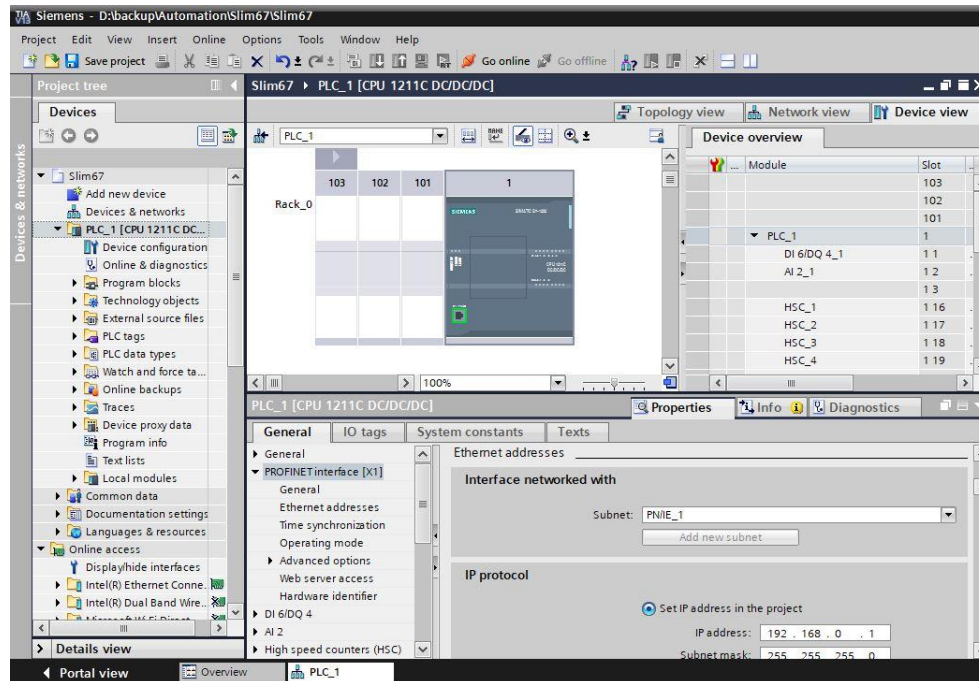 Siemens - D:\backup\Automation\Slim67\Slim67
Project Edit View Insert Online Options Tools Window Help
Save project Go online Go offline
Project tree
Slim67 PLC_1 [CPU 1211C DC/DC/DC]
Devices
Topology view Network view Device view
Devices & networks
PLC_1
Device overview
... Module Slot
Slim67
Add new device
Devices & networks
PLC_1 [CPU 1211C DC...
Device configuration
Online & diagnostics
Program blocks
Technology objects
External source files
PLC tags
PLC data types
Watch and force ta...
Online backups
Traces
Device proxy data
Program info
Text lists
Local modules
Common data
Documentation settings
Languages & resources
Online access
Display/hide interfaces
Intel(R) Ethernet Conne..
Intel(R) Dual Band Wire..
Details view
103 102 101 1
Rack_0
SIEMENS
100%
103
102
101
PLC_1 1
DI 6/DQ 4_1 1 1
AI 2_1 1 2
1 3
HSC_1 1 16
HSC_2 1 17
HSC_3 1 18
HSC_4 1 19
PLC_1 [CPU 1211C DC/DC/DC]
Properties Info Diagnostics
General IO tags System constants Texts
General
PROFINET interface [X1]
General
Ethernet addresses
Time synchronization
Operating mode
Advanced options
Web server access
Hardware identifier
DI 6/DQ 4
AI 2
High speed counters (HSC)
Ethernet addresses
Interface networked with
Subnet: PN/IE_1
Add new subnet
IP protocol
Set IP address in the project
IP address: 192 . 168 . 0 . 1
Subnet mask: 255 . 255 . 255 . 0
Portal view Overview PLC_1